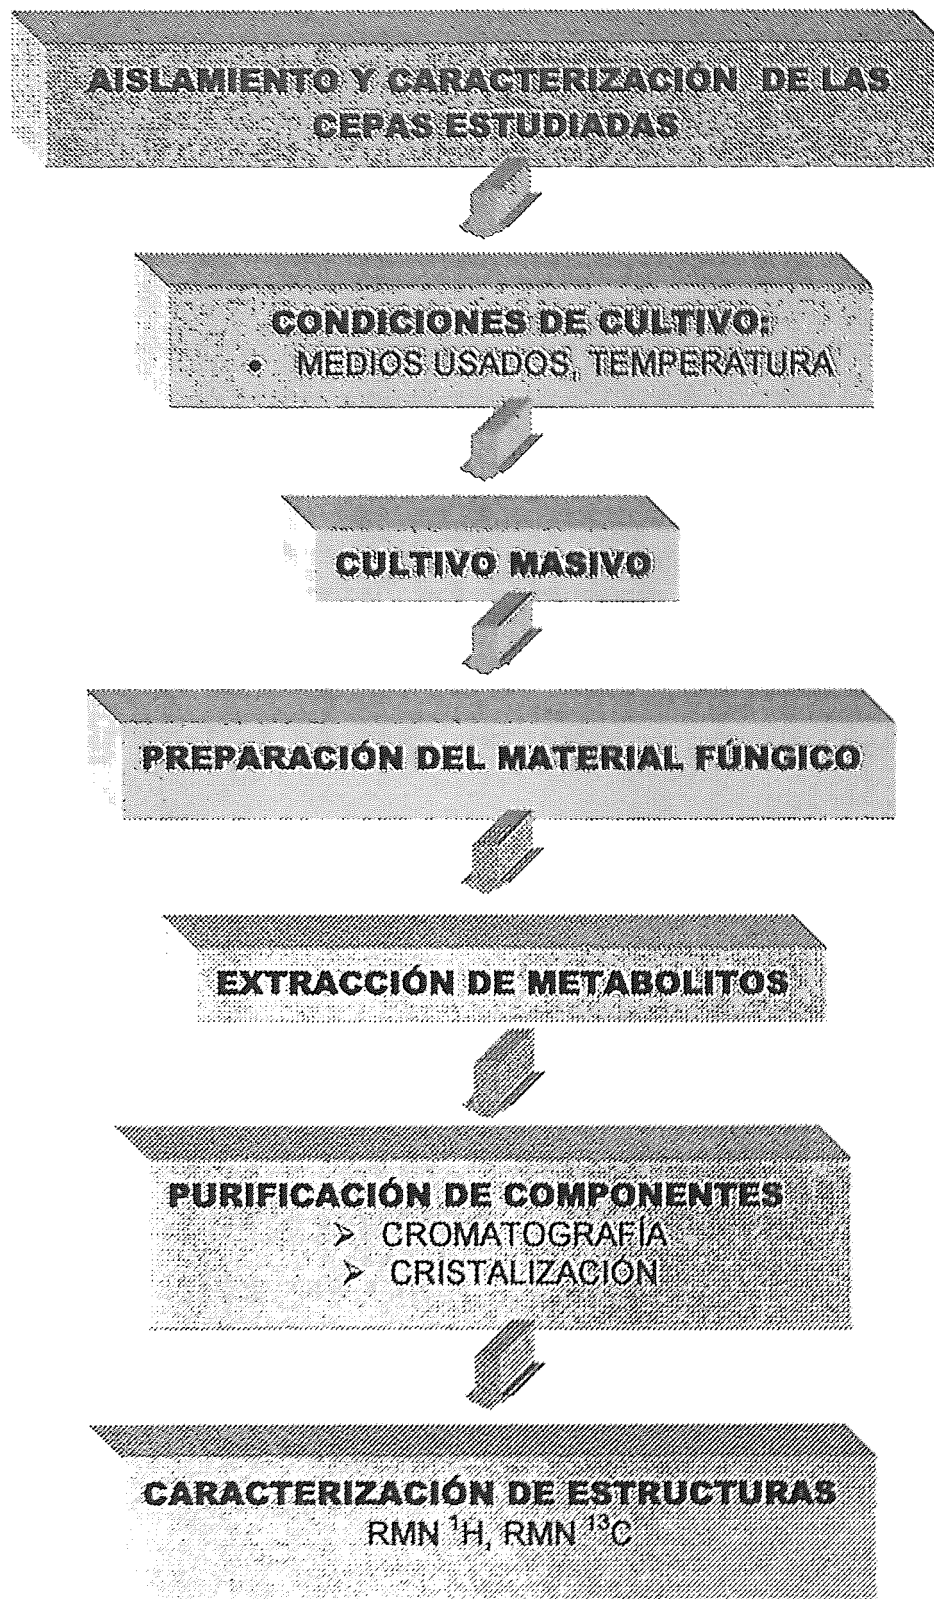 AISLAMIENTO Y CARACTERIZACIÓN DE LAS
CEPAS ESTUDIADAS
CONDICIONES DE CULTIVO:
• MEDIOS USADOS, TEMPERATURA
CULTIVO MASIVO
PREPARACIÓN DEL MATERIAL FÚNGICO
EXTRACCIÓN DE METABOLITOS
PURIFICACIÓN DE COMPONENTES
➢ CROMATOGRAFÍA
➢ CRISTALIZACIÓN
CARACTERIZACIÓN DE ESTRUCTURAS
RMN ¹H, RMN ¹³C